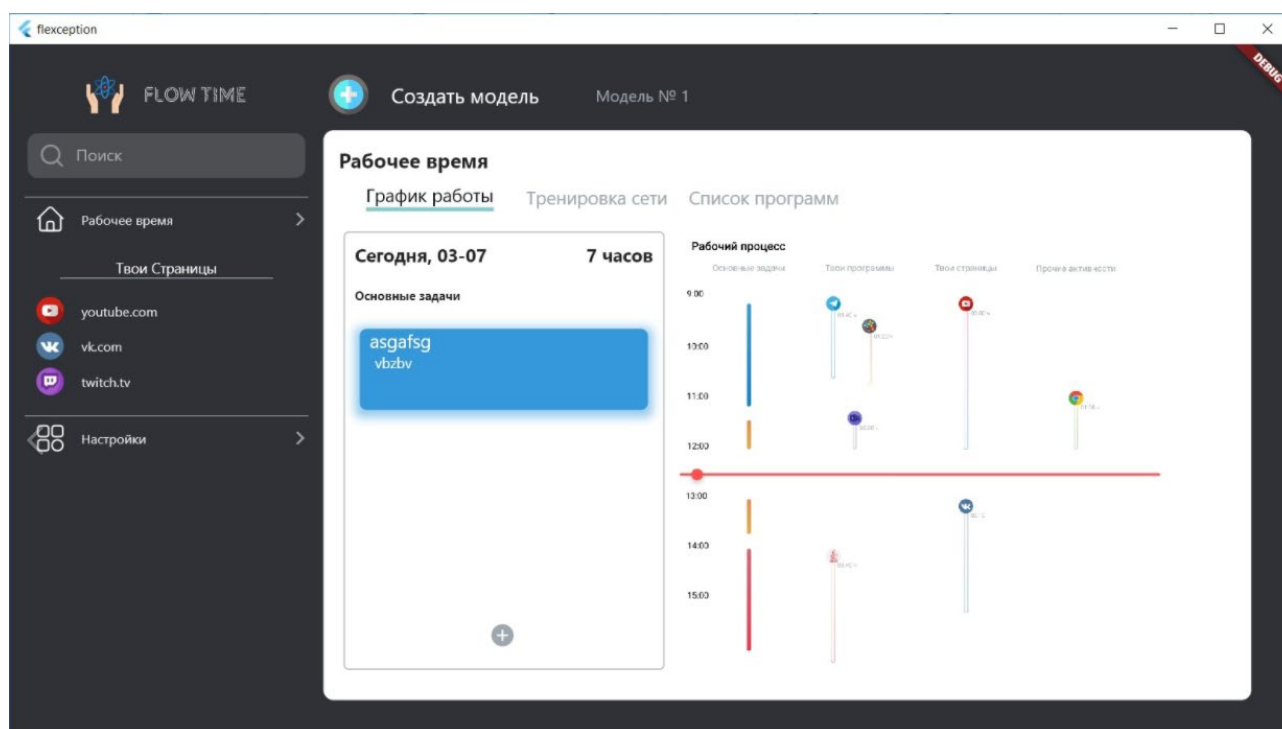 flexception
DEBUG
FLOW TIME
Создать модель
Модель № 1
Поиск
Рабочее время
Твои Страницы
youtube.com
vk.com
twitch.tv
Настройки
Рабочее время
График работы Тренировка сети Список программ
Сегодня, 03-07 7 часов
Основные задачи
asgafsg
vbzbv
Рабочий процесс
Основные задачи Твои программы Твои страницы Прочие активности
9:00
10:00
11:00
12:00
13:00
14:00
15:00